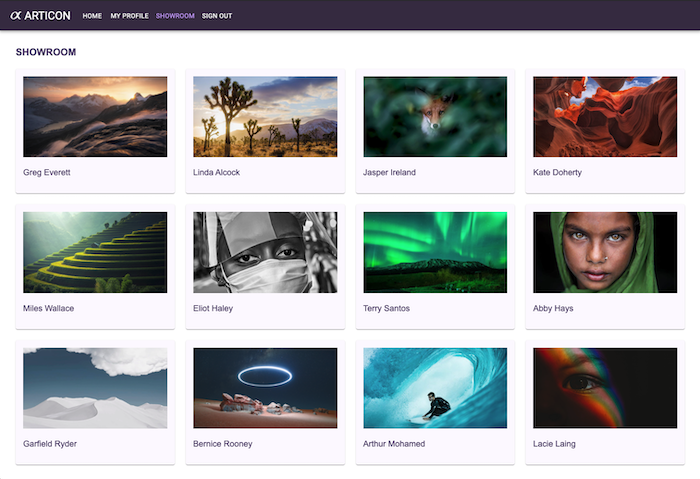 α ARTICON HOME MY PROFILE SHOWROOM SIGN OUT
SHOWROOM
Greg Everett Linda Alcock Jasper Ireland Kate Doherty
Miles Wallace Eliot Haley Terry Santos Abby Hays
Garfield Ryder Bernice Rooney Arthur Mohamed Lacie Laing